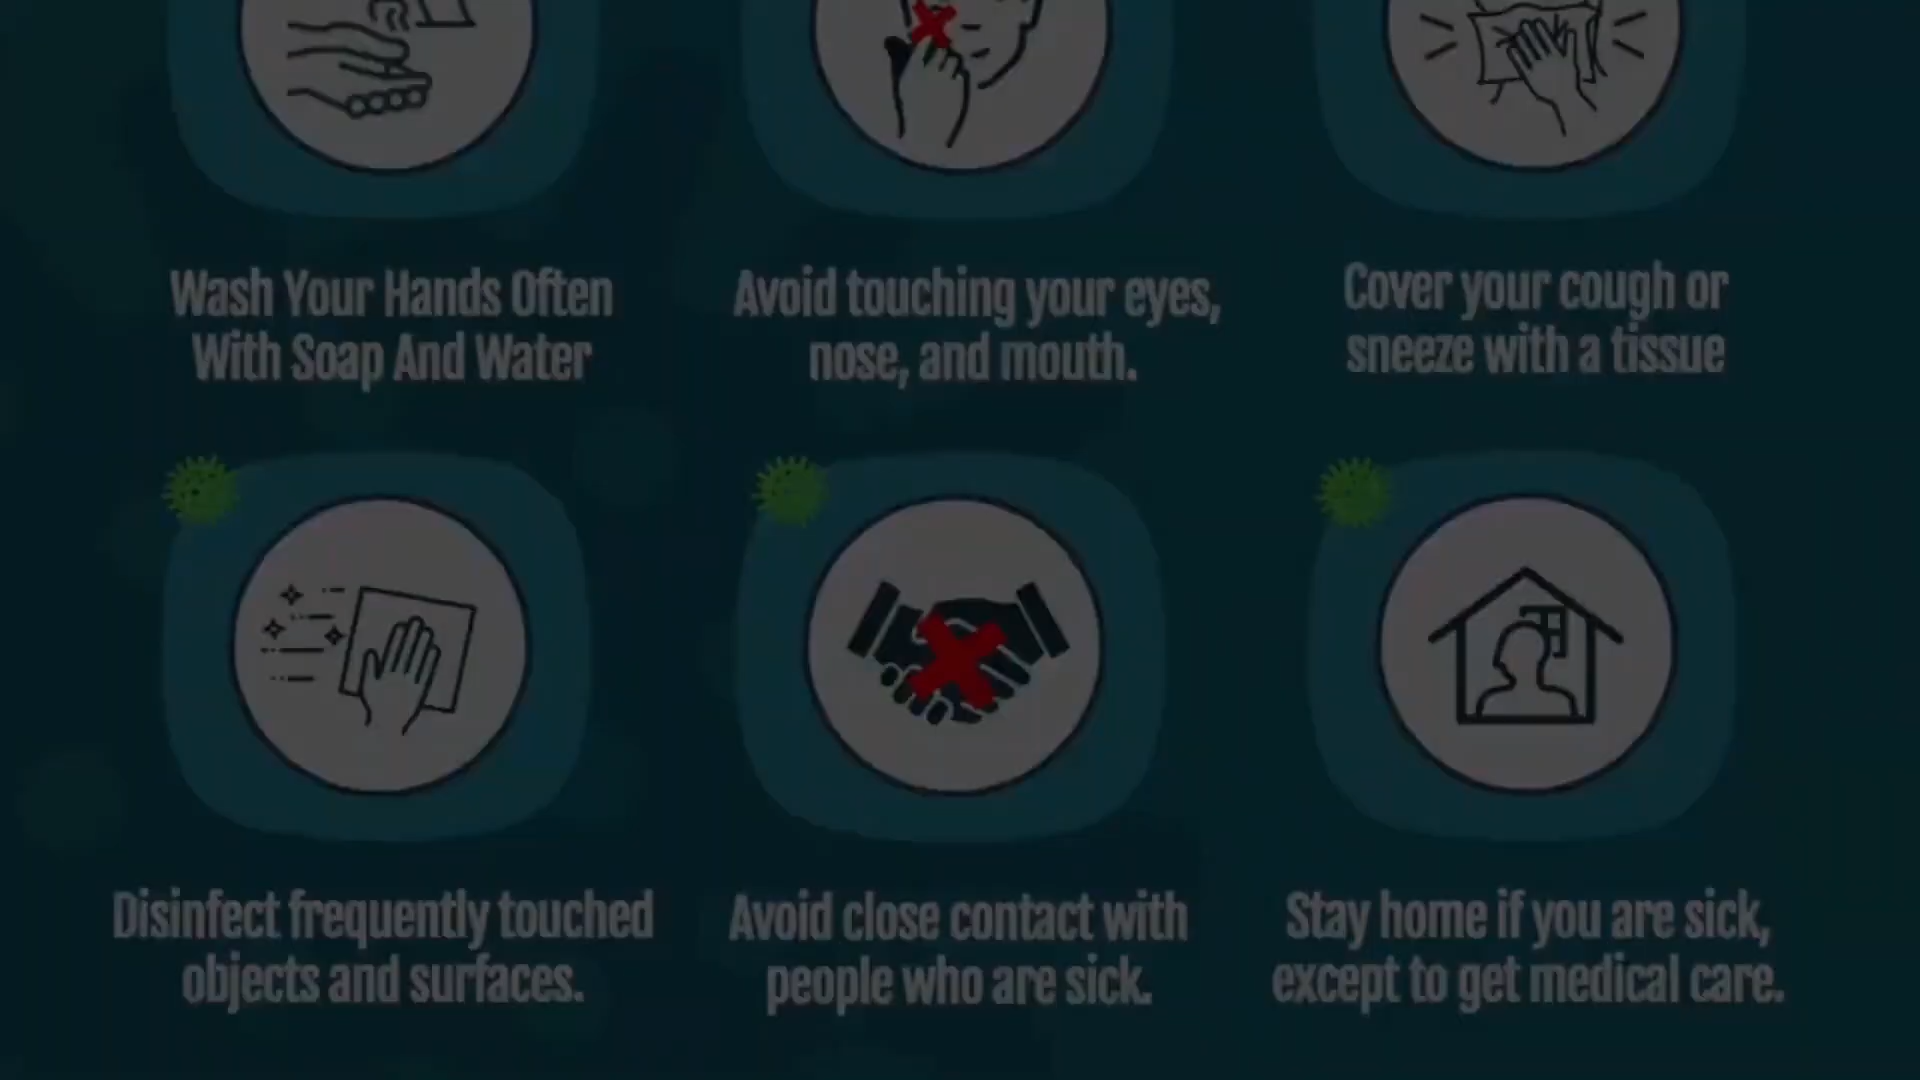 Wash Your Hands Often
With Soap And Water
Avoid touching your eyes,
nose, and mouth.
Cover your cough or
sneeze with a tissue
Disinfect frequently touched
objects and surfaces.
Avoid close contact with
people who are sick.
Stay home if you are sick,
except to get medical care.